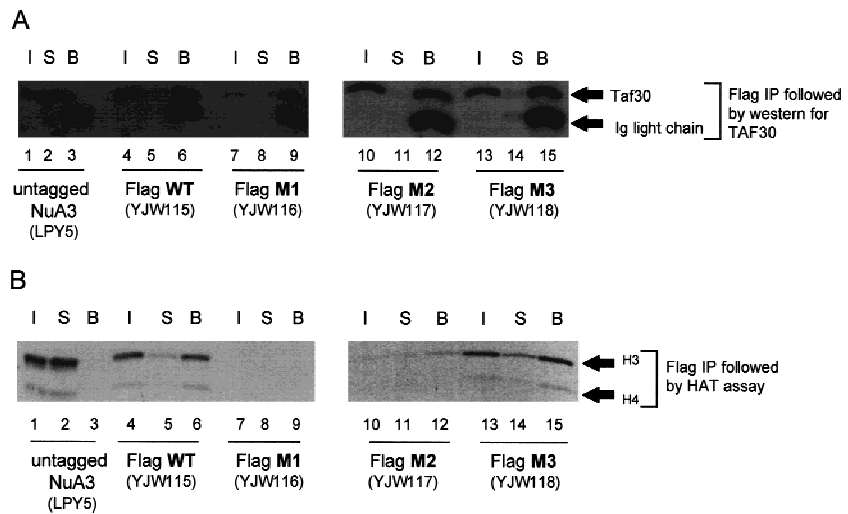 A
I S B I S B I S B I S B I S B
Taf30
Ig light chain
Flag IP followed
by western for
TAF30
1 2 3 4 5 6 7 8 9 10 11 12 13 14 15
untagged
NuA3
(LPY5)
Flag WT
(YJW115)
Flag M1
(YJW116)
Flag M2
(YJW117)
Flag M3
(YJW118)
B
I S B I S B I S B I S B I S B
H3
H4
Flag IP followed
by HAT assay
1 2 3 4 5 6 7 8 9 10 11 12 13 14 15
untagged
NuA3
(LPY5)
Flag WT
(YJW115)
Flag M1
(YJW116)
Flag M2
(YJW117)
Flag M3
(YJW118)